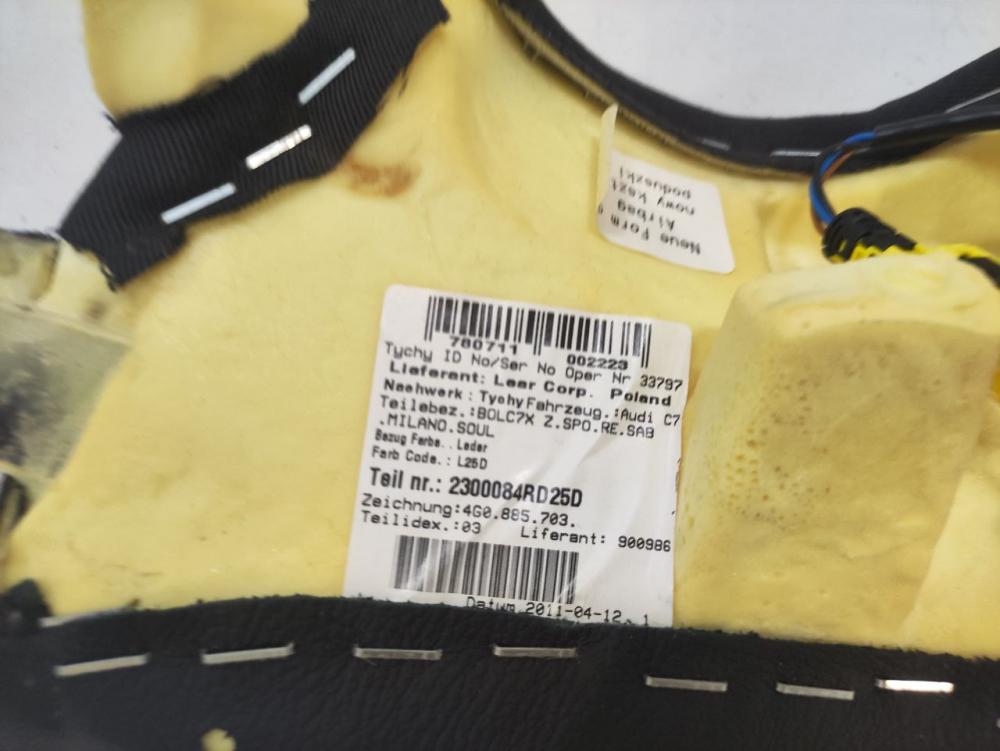 Neue Form
Airbag
nowy kszt
poduszki
780711 002223
Tychy ID No/Ser No Oper Nr 33797
Lieferant: Lear Corp. Poland
Naehwerk : Tychy Fahrzeug.:Audi C7
Teilebez.:BOLC7X Z.SPO.RE.SAB
.MILANO.SOUL
Bezug Farbe.. Leder
Farb Code.: L25D
Teil nr.: 2300084RD25D
Zeichnung:4G0.885.703.
Teilidex.:03 Liferant: 900986
Datum 2011-04-12. 1